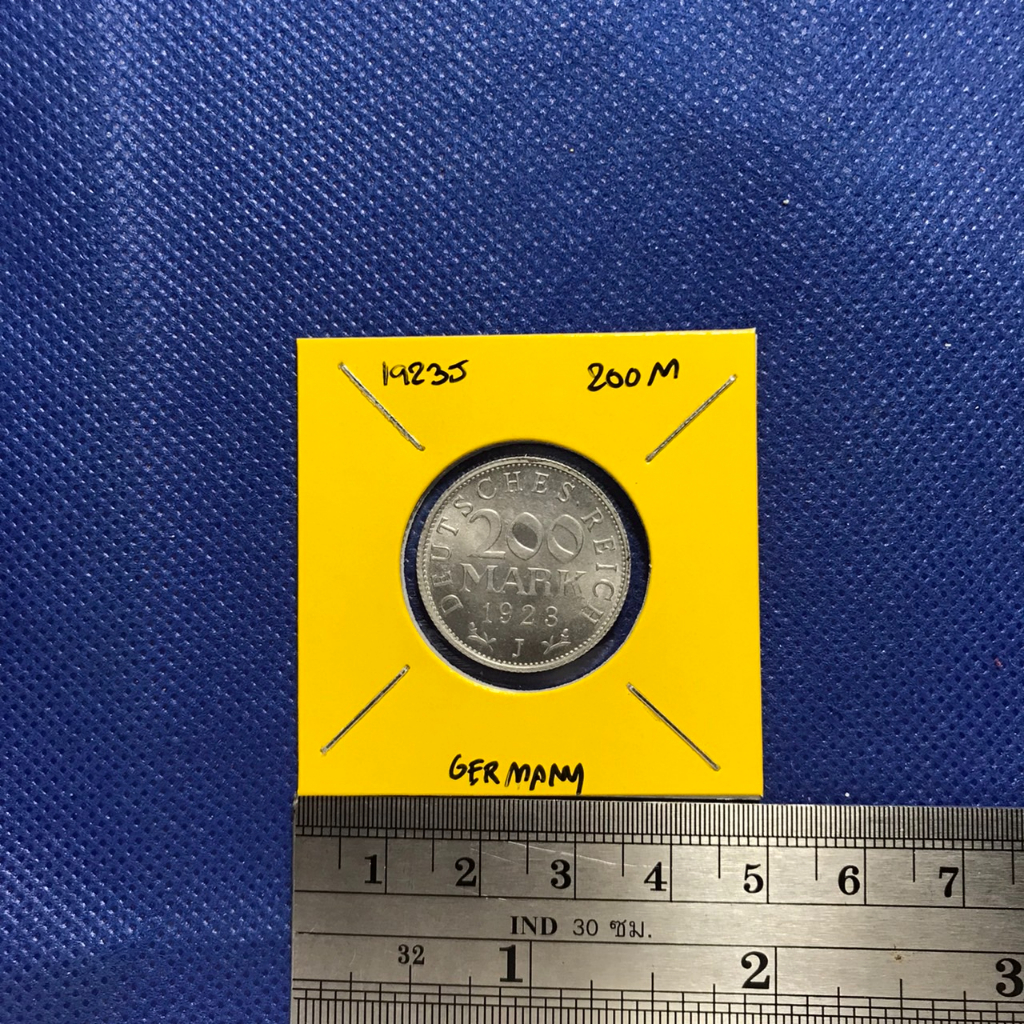 1923J 200 M
DEUTSCHES REICH
200
MARK
1923
J
GERMANY
1 2 3 4 5 6 7
IND 30 ซม.
32 1 2 3